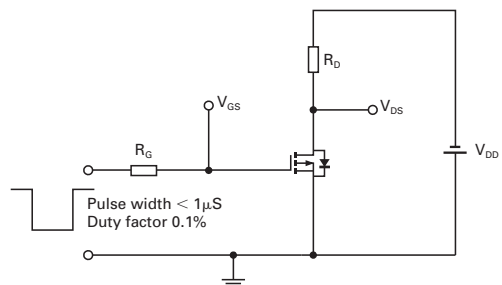 R_D
V_GS
V_DS
R_G
V_DD
Pulse width < 1μS
Duty factor 0.1%